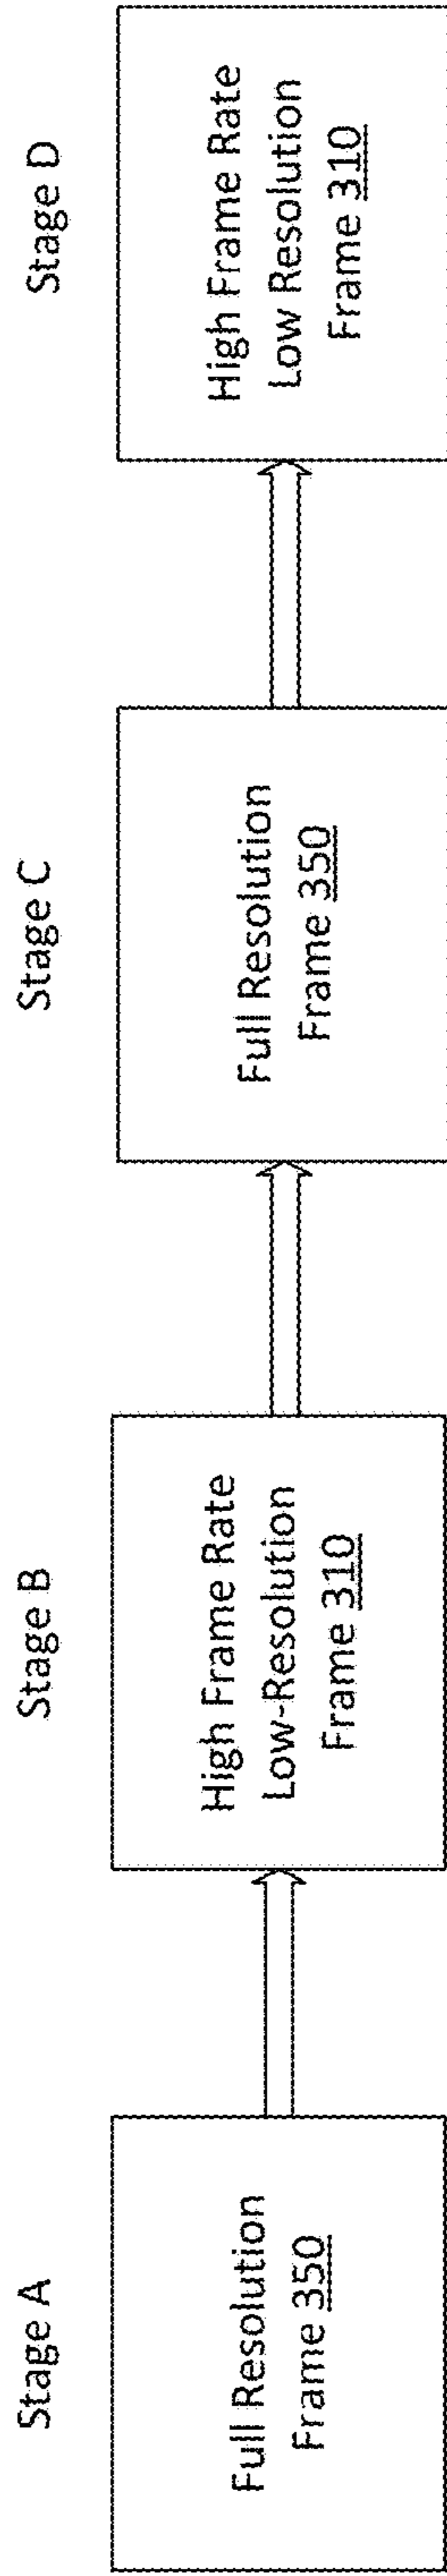 Stage A
Full Resolution
Frame 350
Stage B
High Frame Rate
Low-Resolution
Frame 310
Stage C
Full Resolution
Frame 350
Stage D
High Frame Rate
Low Resolution
Frame 310